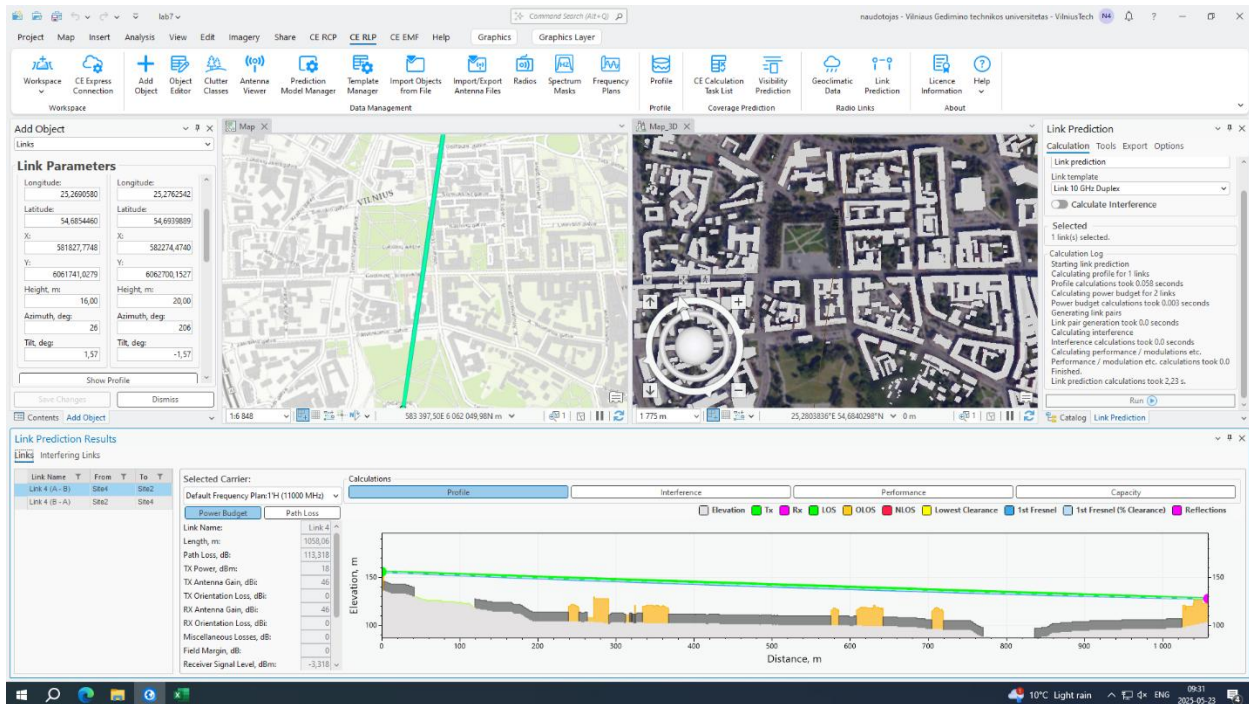 lab7
Command Search (Alt+Q)
naudotojas - Vilniaus Gedimino technikos universitetas - VilniusTech
N4
?
Project Map Insert Analysis View Edit Imagery Share CE RCP CE RLP CE EMF Help Graphics Graphics Layer
Workspace
CE Express Connection
Add Object
Object Editor
Clutter Classes
Antenna Viewer
Prediction Model Manager
Template Manager
Import Objects from File
Import/Export Antenna Files
Radios
Spectrum Masks
Frequency Plans
Profile
CE Calculation Task List
Visibility Prediction
Geoclimatic Data
Link Prediction
Licence Information
Help
Workspace Data Management Profile Coverage Prediction Radio Links About
Add Object
Links
Link Parameters
Longitude: Longitude:
25,2690580 25,2762542
Latitude: Latitude:
54,6854460 54,6939889
X: X:
581827,7748 582274,4740
Y: Y:
6061741,0279 6062700,1527
Height, m: Height, m:
16,00 20,00
Azimuth, deg: Azimuth, deg:
26 206
Tilt, deg: Tilt, deg:
1,57 -1,57
Show Profile
Save Changes Dismiss
Contents Add Object
Map
VILNIUS
1:6 848
583 397,50E 6 062 049,98N m
1
Map_3D
1 775 m
25,2803836°E 54,6840298°N 0 m
1
Link Prediction
Calculation Tools Export Options
Link prediction
Link template
Link 10 GHz Duplex
Calculate Interference
Selected
1 link(s) selected.
Calculation Log
Starting link prediction
Calculating profile for 1 links
Profile calculations took 0.058 seconds
Calculating power budget for 2 links
Power budget calculations took 0.003 seconds
Generating link pairs
Link pair generation took 0.0 seconds
Calculating interference
Interference calculations took 0.0 seconds
Calculating performance / modulations etc.
Performance / modulation etc. calculations took 0.0
Finished.
Link prediction calculations took 2,23 s.
Run
Catalog Link Prediction
Link Prediction Results
Links Interfering Links
Link Name From To
Link 4 (A - B) Site4 Site2
Link 4 (B - A) Site2 Site4
Selected Carrier:
Default Frequency Plan:1'H (11000 MHz)
Power Budget Path Loss
Link Name: Link 4
Length, m: 1058,06
Path Loss, dB: 113,318
TX Power, dBm: 18
TX Antenna Gain, dBi: 46
TX Orientation Loss, dBi: 0
RX Antenna Gain, dBi: 46
RX Orientation Loss, dBi: 0
Miscellaneous Losses, dB: 0
Field Margin, dB: 0
Receiver Signal Level, dBm: -3,318
Calculations
Profile Interference Performance Capacity
Elevation Tx Rx LOS OLOS NLOS Lowest Clearance 1st Fresnel 1st Fresnel (% Clearance) Reflections
Elevation, m
150 150
100 100
0 100 200 300 400 500 600 700 800 900 1 000
Distance, m
10°C Light rain
ENG
09:31
2025-05-23
4